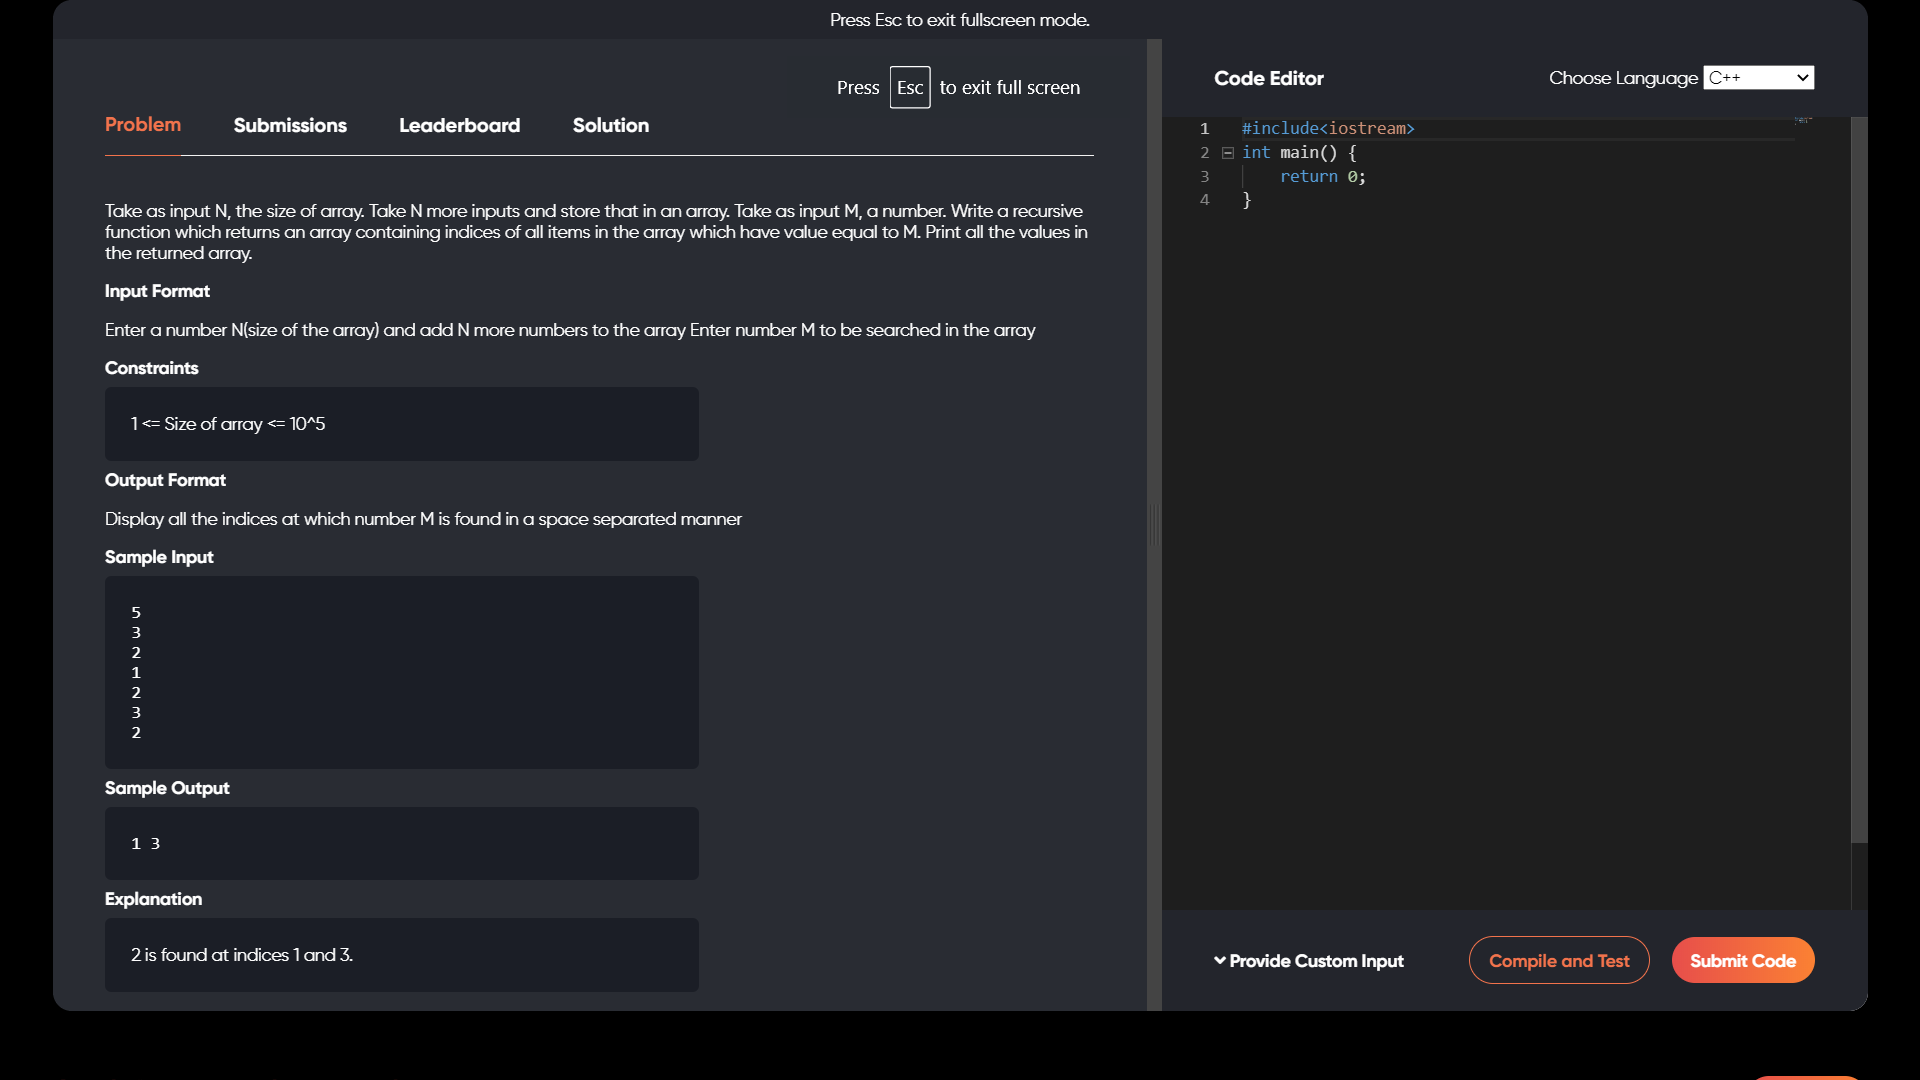 Press Esc to exit fullscreen mode.
Press Esc to exit full screen
Problem Submissions Leaderboard Solution
Take as input N, the size of array. Take N more inputs and store that in an array. Take as input M, a number. Write a recursive
function which returns an array containing indices of all items in the array which have value equal to M. Print all the values in
the returned array.
Input Format
Enter a number N(size of the array) and add N more numbers to the array Enter number M to be searched in the array
Constraints
1 <= Size of array <= 10^5
Output Format
Display all the indices at which number M is found in a space separated manner
Sample Input
5
3
2
1
2
3
2
Sample Output
1 3
Explanation
2 is found at indices 1 and 3.
Code Editor
Choose Language C++
1 #include<iostream>
2 int main() {
3 return 0;
4 }
Provide Custom Input
Compile and Test
Submit Code